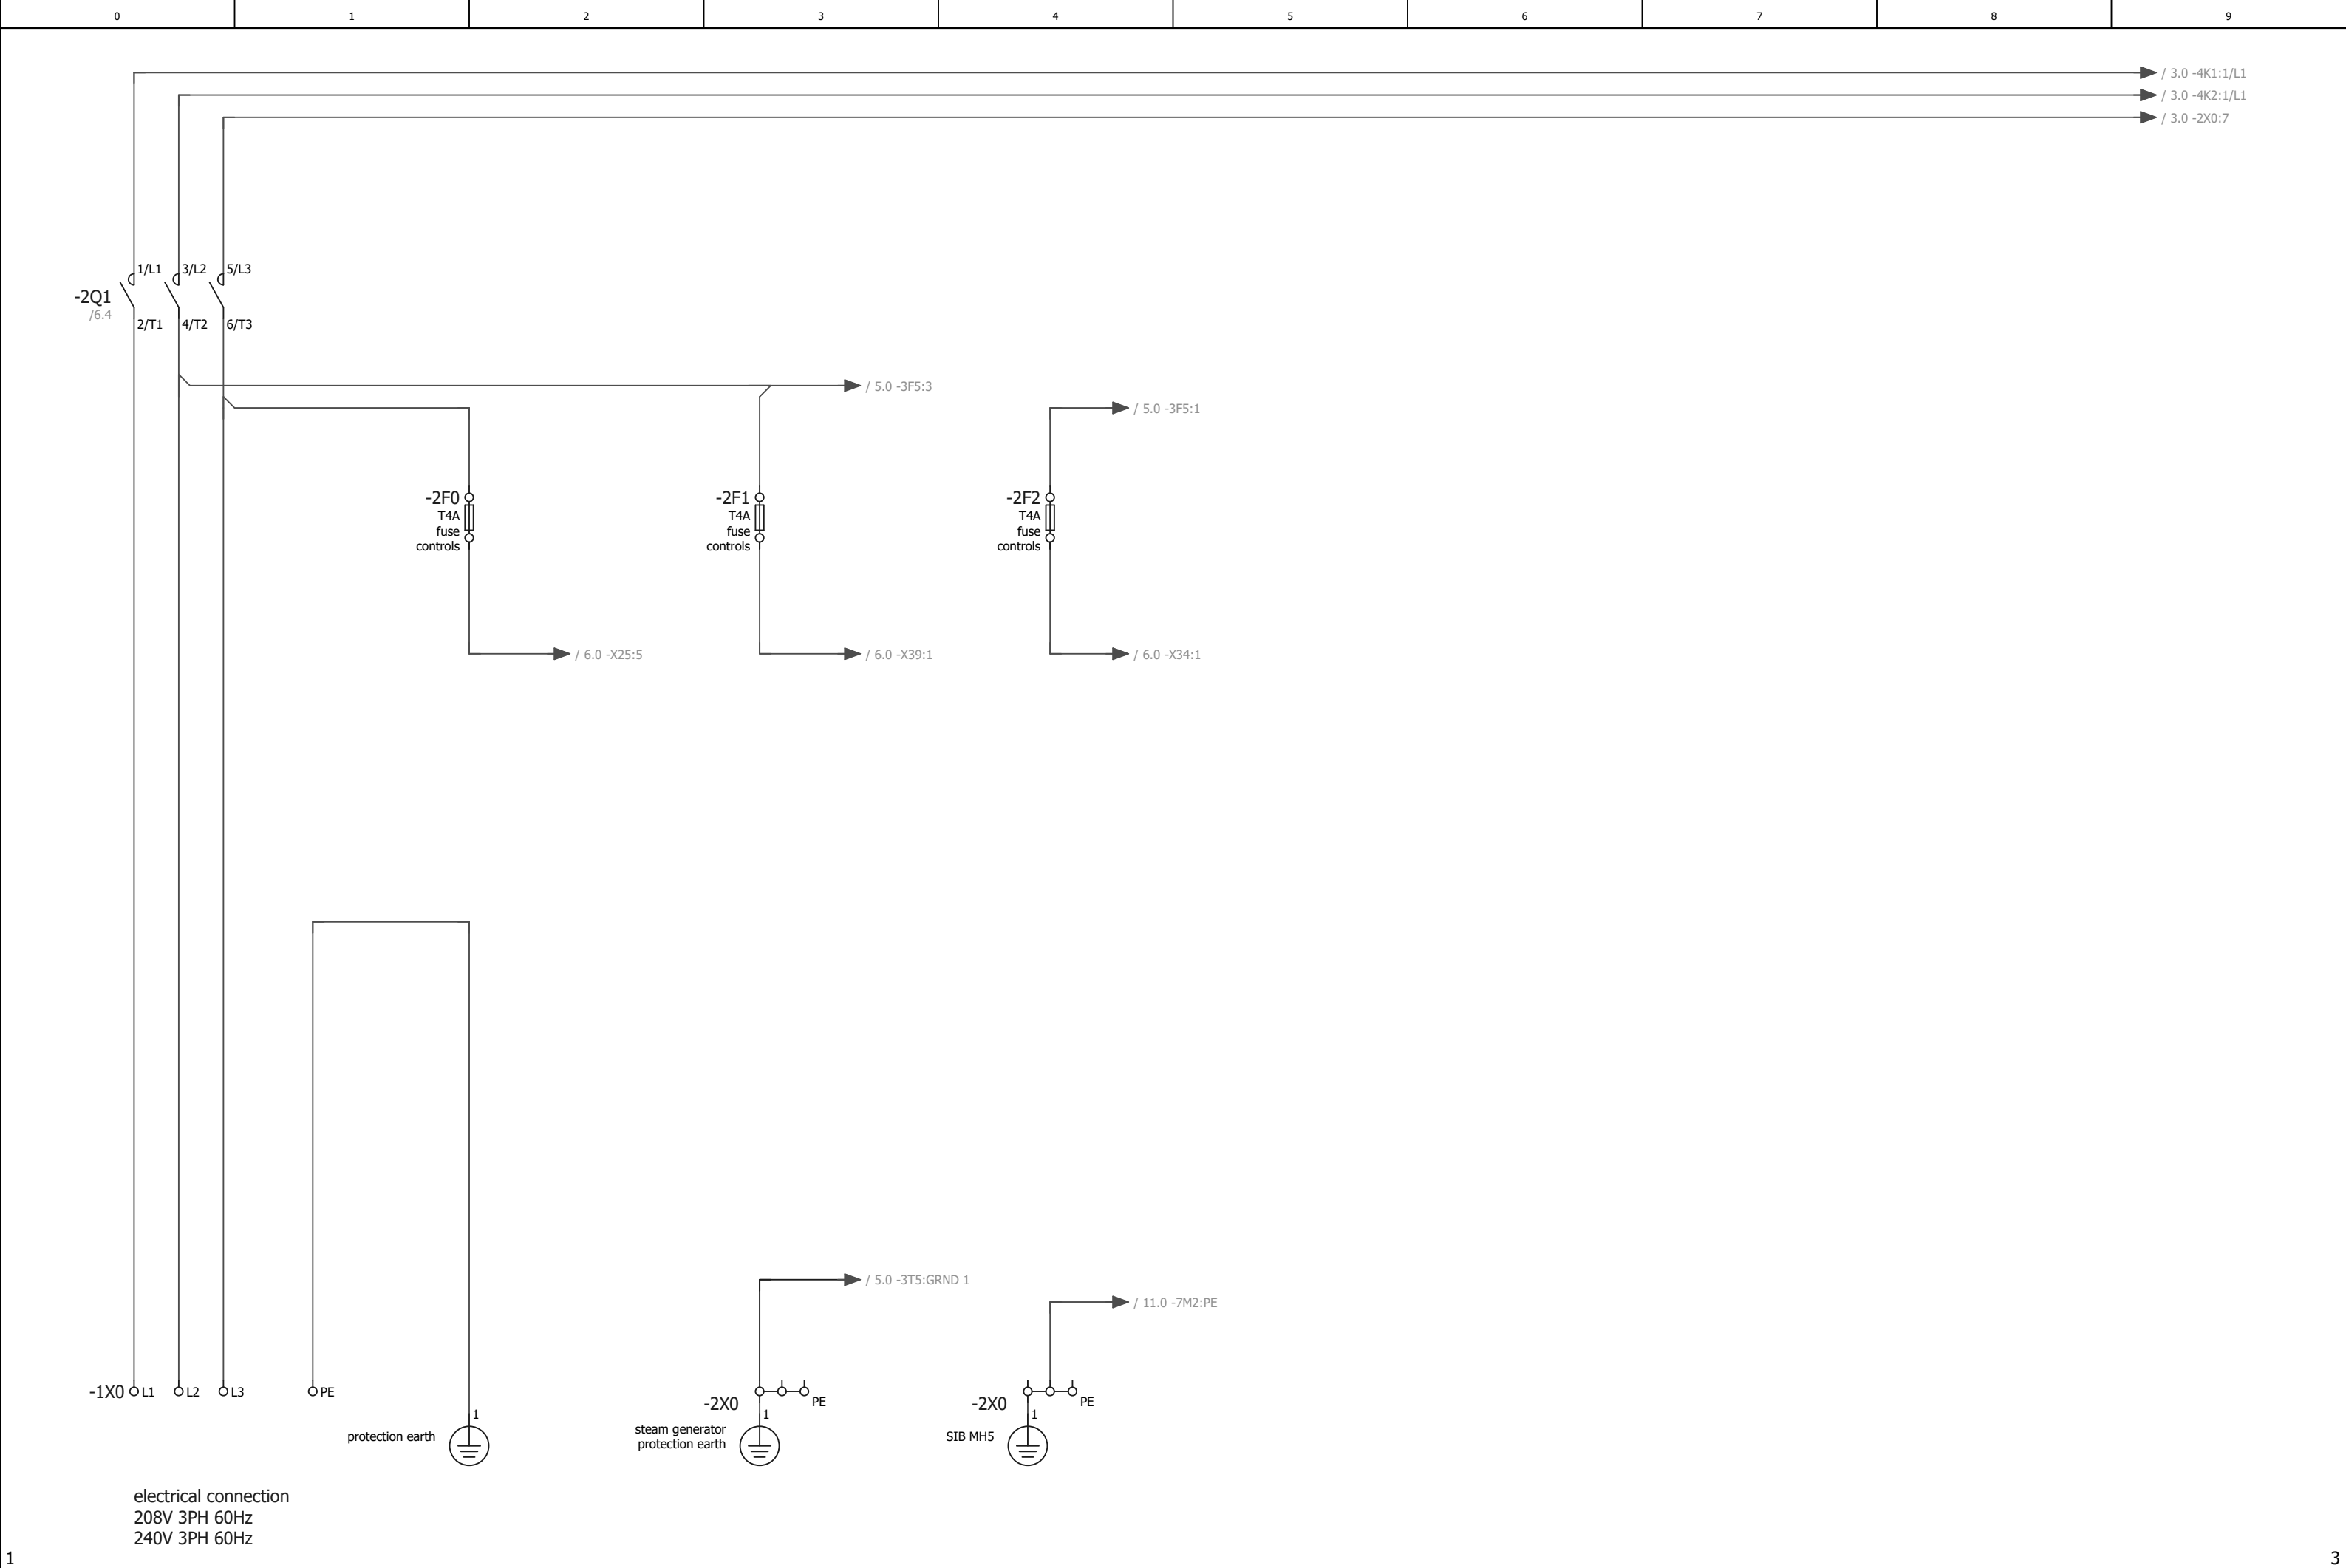 0 1 2 3 4 5 6 7 8 9
/ 3.0 -4K1:1/L1
/ 3.0 -4K2:1/L1
/ 3.0 -2X0:7
1/L1 3/L2 5/L3
-2Q1
/6.4
2/T1 4/T2 6/T3
/ 5.0 -3F5:3
/ 5.0 -3F5:1
-2F0
T4A
fuse
controls
-2F1
T4A
fuse
controls
-2F2
T4A
fuse
controls
/ 6.0 -X25:5
/ 6.0 -X39:1
/ 6.0 -X34:1
/ 5.0 -3T5:GRND 1
/ 11.0 -7M2:PE
-1X0 L1 L2 L3 PE
1
protection earth
-2X0 PE
1
steam generator
protection earth
-2X0 PE
1
SIB MH5
electrical connection
208V 3PH 60Hz
240V 3PH 60Hz
1
3